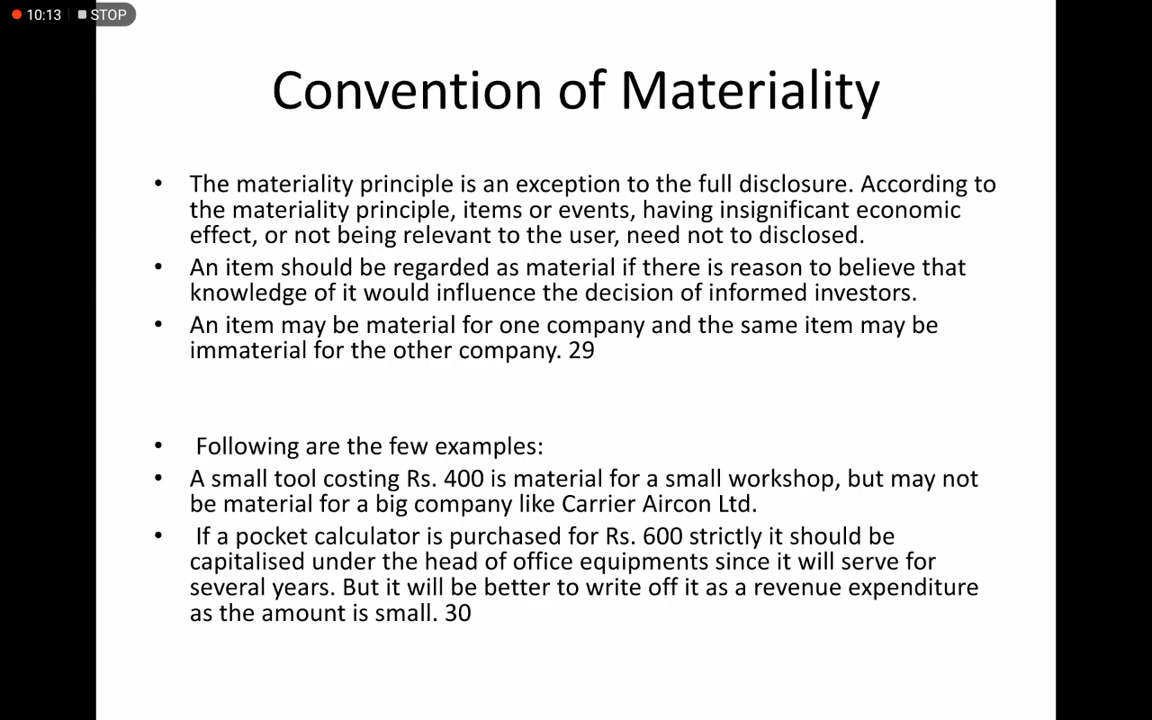 10:13 STOP
Convention of Materiality
• The materiality principle is an exception to the full disclosure. According to
the materiality principle, items or events, having insignificant economic
effect, or not being relevant to the user, need not to disclosed.
• An item should be regarded as material if there is reason to believe that
knowledge of it would influence the decision of informed investors.
• An item may be material for one company and the same item may be
immaterial for the other company. 29
• Following are the few examples:
• A small tool costing Rs. 400 is material for a small workshop, but may not
be material for a big company like Carrier Aircon Ltd.
• If a pocket calculator is purchased for Rs. 600 strictly it should be
capitalised under the head of office equipments since it will serve for
several years. But it will be better to write off it as a revenue expenditure
as the amount is small. 30